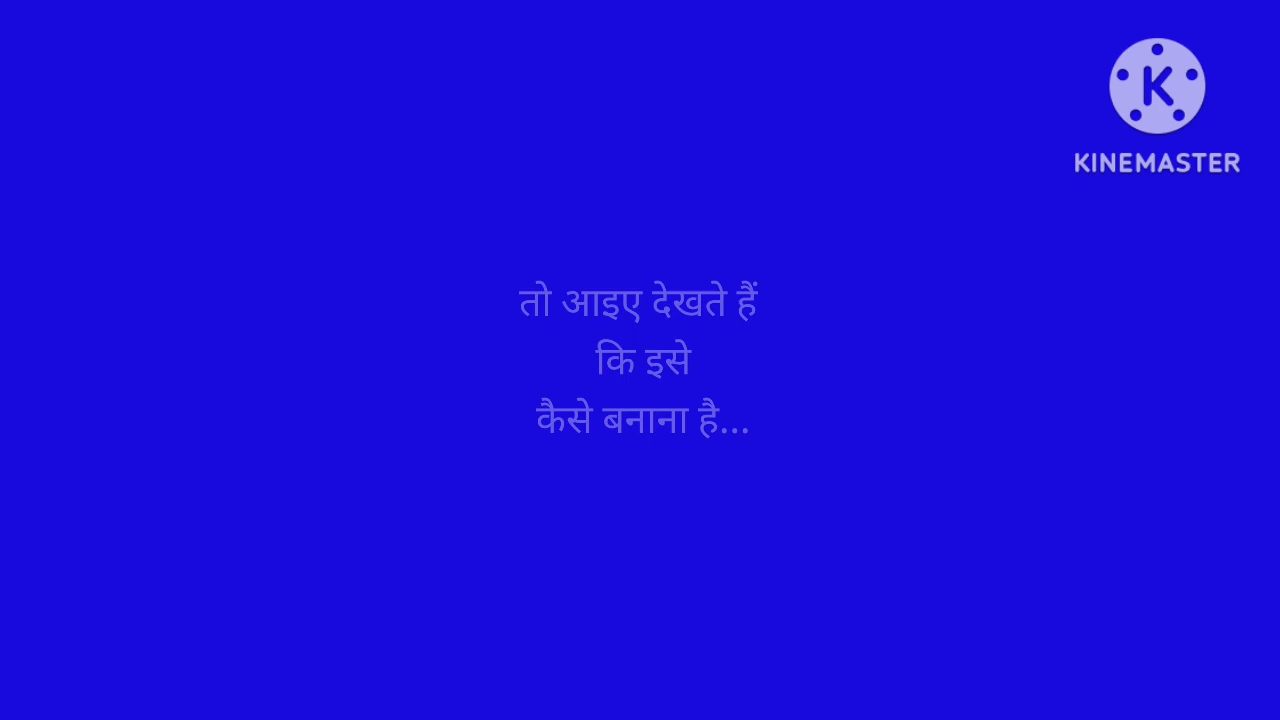 K
KINEMASTER
तो आइए देखते हैं
कि इसे
कैसे बनाना है...